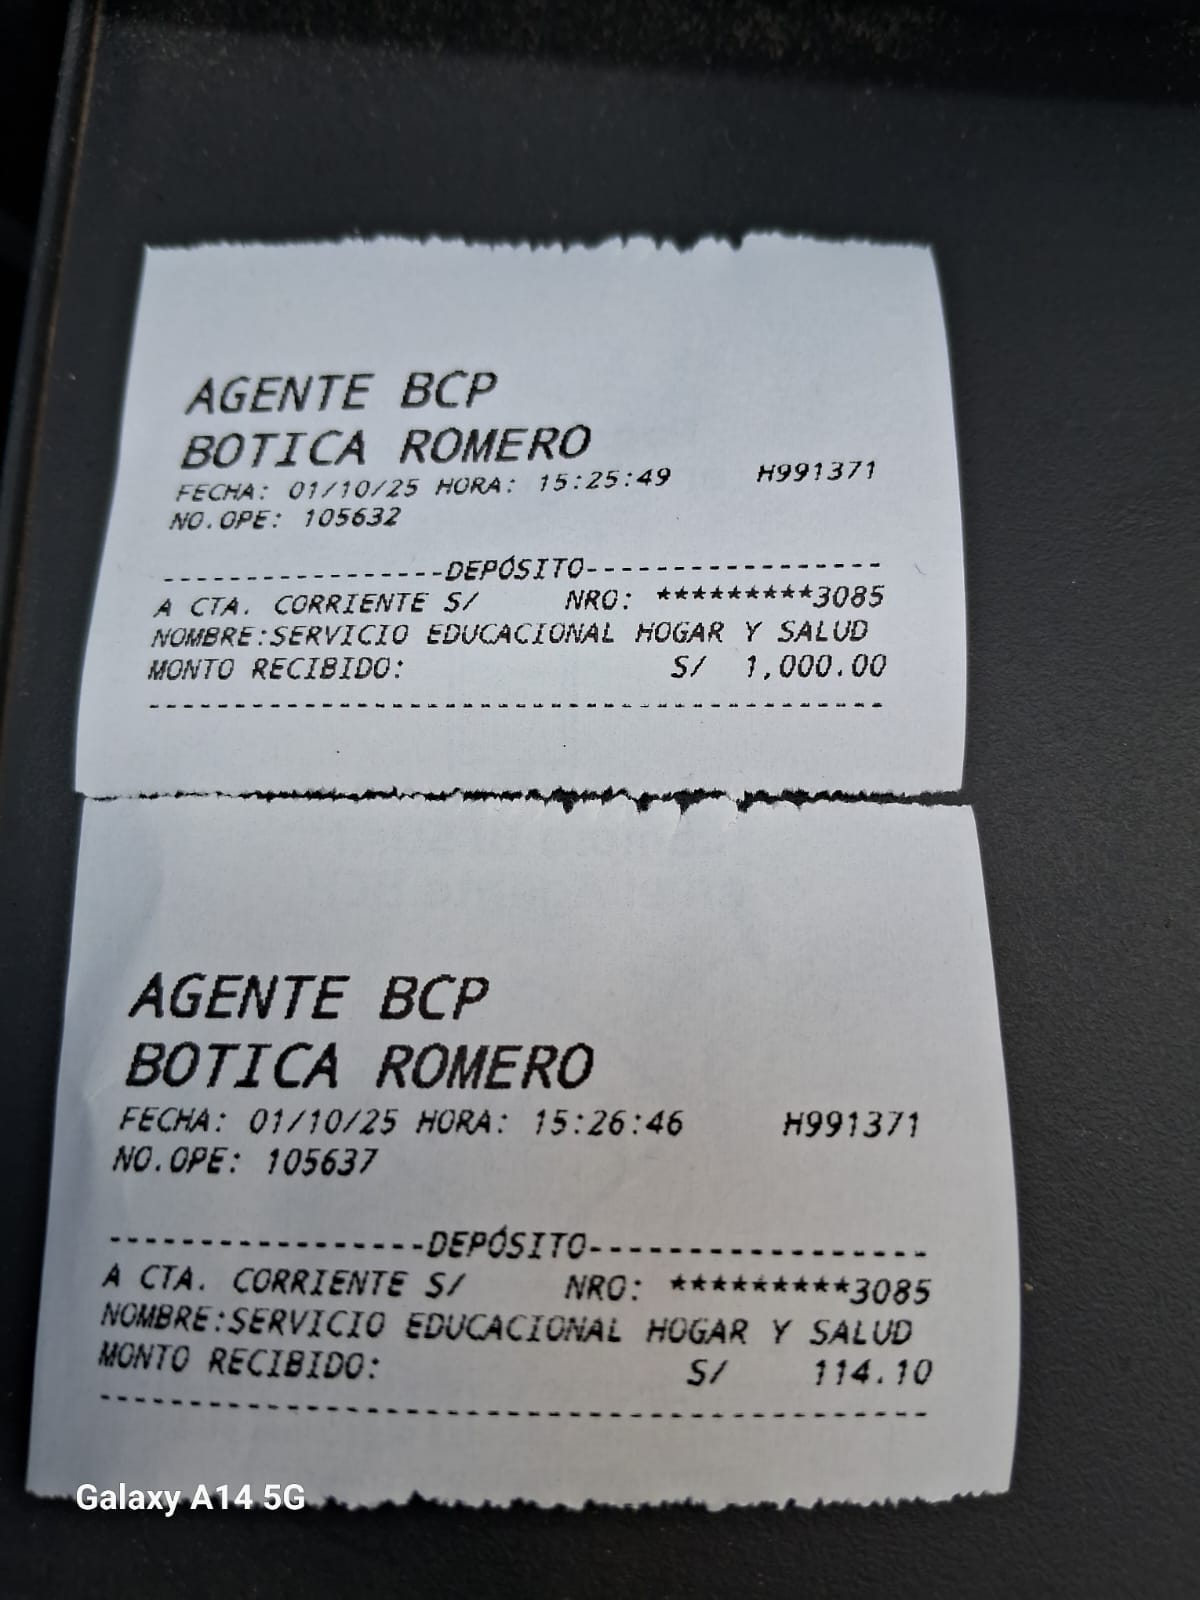 AGENTE BCP
BOTICA ROMERO
FECHA: 01/10/25 HORA: 15:25:49 H991371
NO.OPE: 105632
-----------------DEPÓSITO-----------------
A CTA. CORRIENTE S/ NRO: *********3085
NOMBRE:SERVICIO EDUCACIONAL HOGAR Y SALUD
MONTO RECIBIDO: S/ 1,000.00
------------------------------------------
AGENTE BCP
BOTICA ROMERO
FECHA: 01/10/25 HORA: 15:26:46 H991371
NO.OPE: 105637
-----------------DEPÓSITO-----------------
A CTA. CORRIENTE S/ NRO: *********3085
NOMBRE:SERVICIO EDUCACIONAL HOGAR Y SALUD
MONTO RECIBIDO: S/ 114.10
------------------------------------------
Galaxy A14 5G